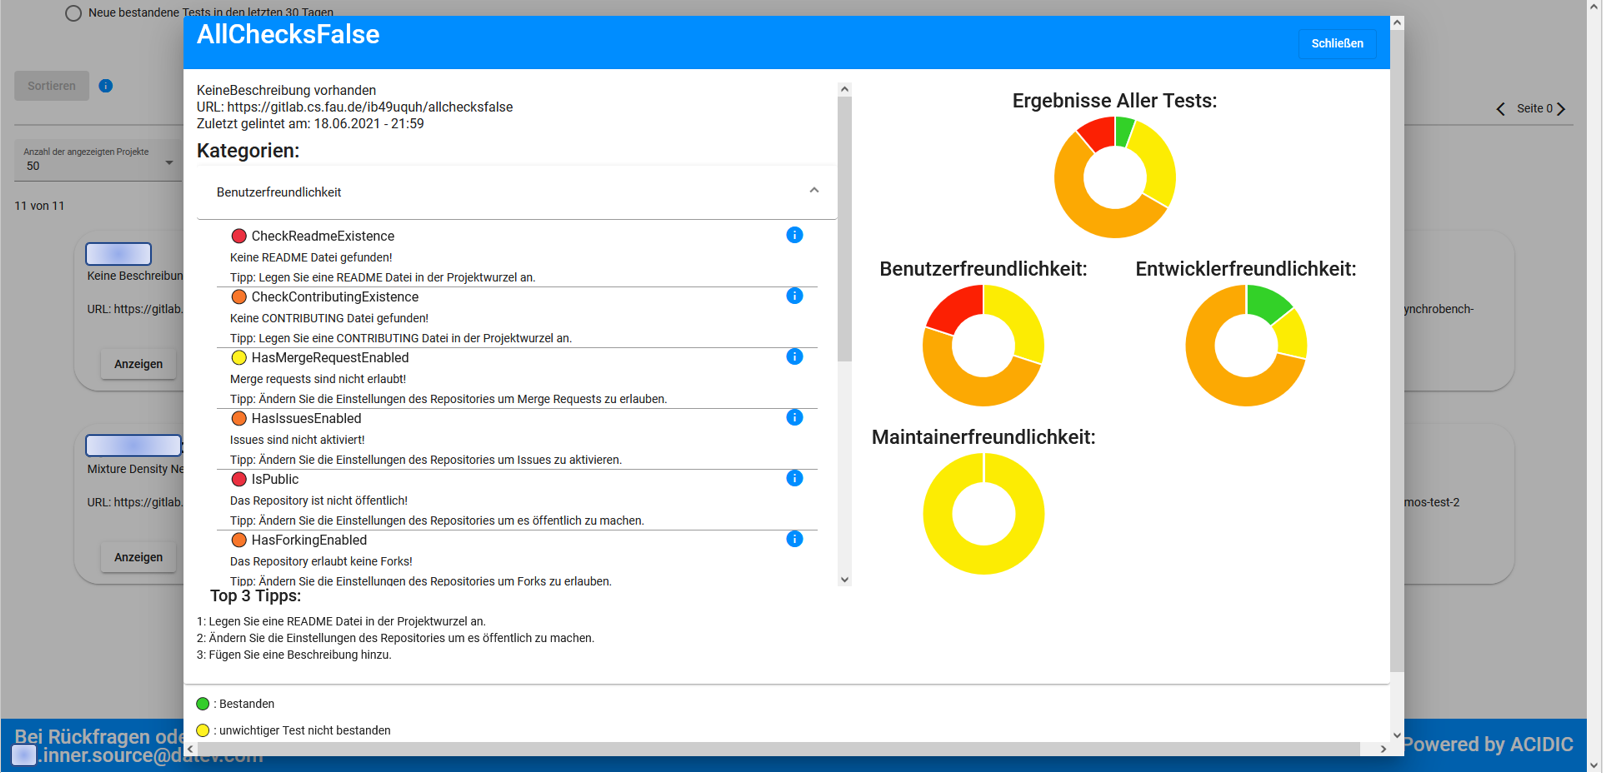 Neue bestandene Tests in den letzten 30 Tagen
AllChecksFalse
Schließen
Sortieren
Seite 0
Anzahl der angezeigten Projekte
50
11 von 11
KeineBeschreibung vorhanden
URL: https://gitlab.cs.fau.de/ib49uquh/allchecksfalse
Zuletzt gelintet am: 18.06.2021 - 21:59
Kategorien:
Benutzerfreundlichkeit
CheckReadmeExistence
Keine README Datei gefunden!
Tipp: Legen Sie eine README Datei in der Projektwurzel an.
CheckContributingExistence
Keine CONTRIBUTING Datei gefunden!
Tipp: Legen Sie eine CONTRIBUTING Datei in der Projektwurzel an.
HasMergeRequestEnabled
Merge requests sind nicht erlaubt!
Tipp: Ändern Sie die Einstellungen des Repositories um Merge Requests zu erlauben.
HasIssuesEnabled
Issues sind nicht aktiviert!
Tipp: Ändern Sie die Einstellungen des Repositories um Issues zu aktivieren.
IsPublic
Das Repository ist nicht öffentlich!
Tipp: Ändern Sie die Einstellungen des Repositories um es öffentlich zu machen.
HasForkingEnabled
Das Repository erlaubt keine Forks!
Tipp: Ändern Sie die Einstellungen des Repositories um Forks zu erlauben.
Top 3 Tipps:
1: Legen Sie eine README Datei in der Projektwurzel an.
2: Ändern Sie die Einstellungen des Repositories um es öffentlich zu machen.
3: Fügen Sie eine Beschreibung hinzu.
: Bestanden
: unwichtiger Test nicht bestanden
Ergebnisse Aller Tests:
Benutzerfreundlichkeit:
Entwicklerfreundlichkeit:
Maintainerfreundlichkeit:
Keine Beschreibun
URL: https://gitlab.
Anzeigen
Mixture Density Ne
URL: https://gitlab.
Anzeigen
ynchrobench-
mos-test-2
Bei Rückfragen ode
.inner.source@datev.com
Powered by ACIDIC